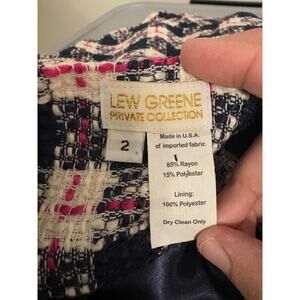 LEW GREENE
PRIVATE COLLECTION
2
Made in U.S.A.
of imported fabric
85% Rayon
15% Polyester
Lining:
100% Polyester
Dry Clean Only